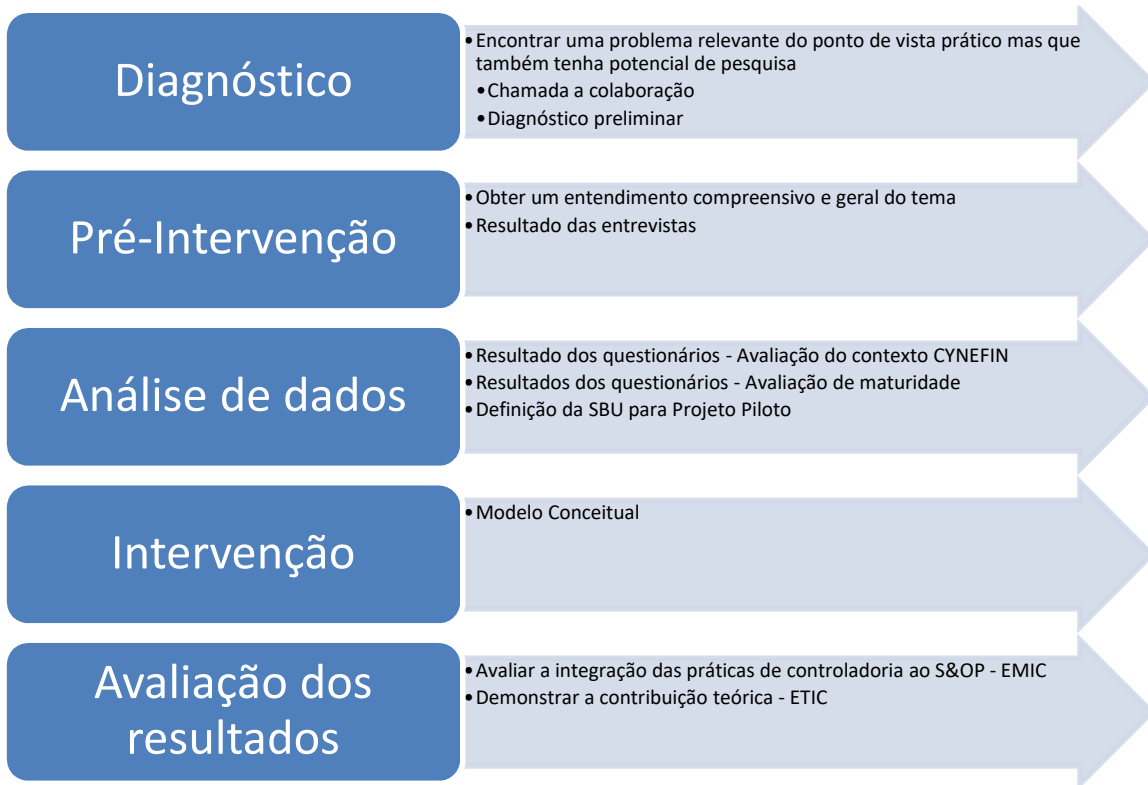 Diagnóstico
•Encontrar uma problema relevante do ponto de vista prático mas que
também tenha potencial de pesquisa
•Chamada a colaboração
•Diagnóstico preliminar
Pré-Intervenção
•Obter um entendimento compreensivo e geral do tema
•Resultado das entrevistas
Análise de dados
•Resultado dos questionários - Avaliação do contexto CYNEFIN
•Resultados dos questionários - Avaliação de maturidade
•Definição da SBU para Projeto Piloto
Intervenção
•Modelo Conceitual
Avaliação dos
resultados
•Avaliar a integração das práticas de controladoria ao S&OP - EMIC
•Demonstrar a contribuição teórica - ETIC